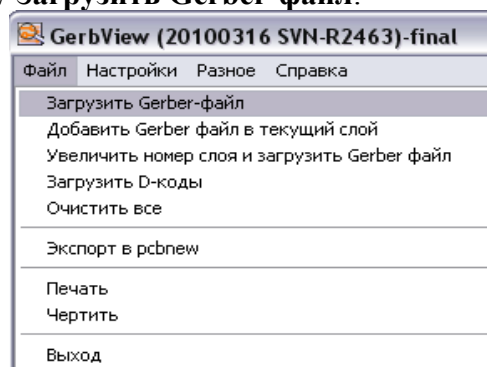 Загрузить Gerber-файл.
GerbView (20100316 SVN-R2463)-final
Файл Настройки Разное Справка
Загрузить Gerber-файл
Добавить Gerber файл в текущий слой
Увеличить номер слоя и загрузить Gerber файл
Загрузить D-коды
Очистить все
Экспорт в pcbnew
Печать
Чертить
Выход